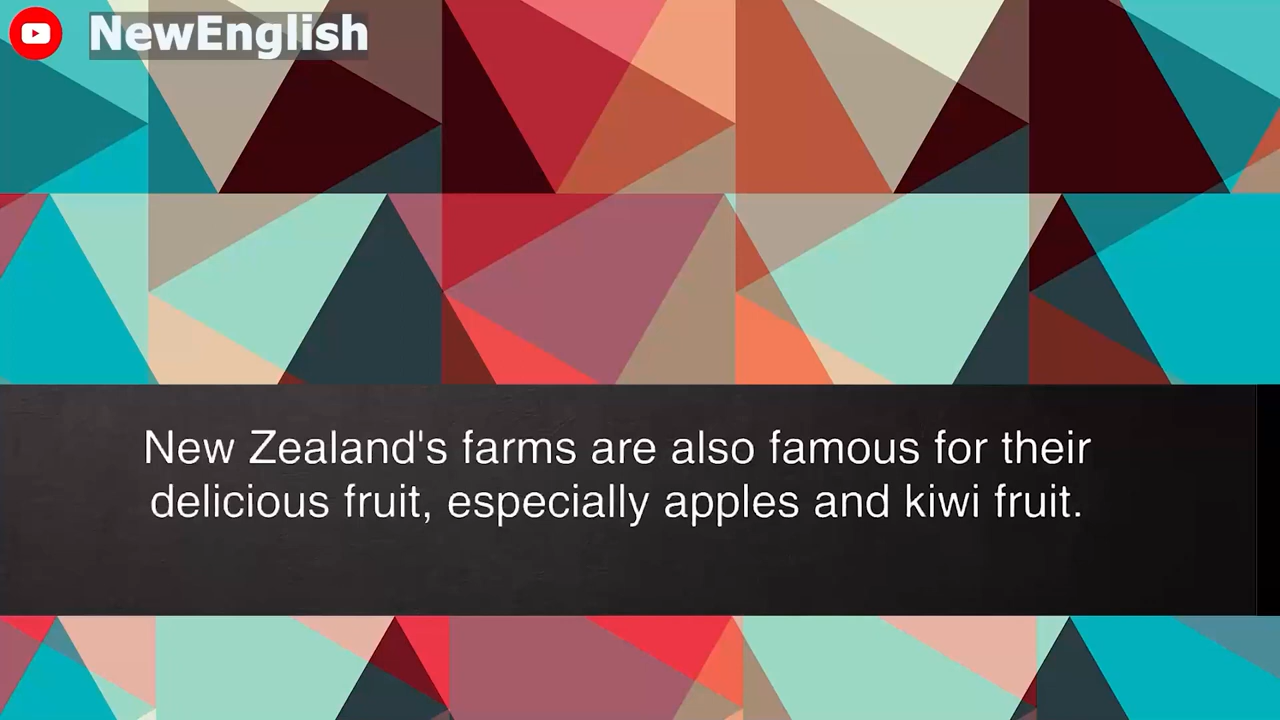 NewEnglish
New Zealand's farms are also famous for their
delicious fruit, especially apples and kiwi fruit.